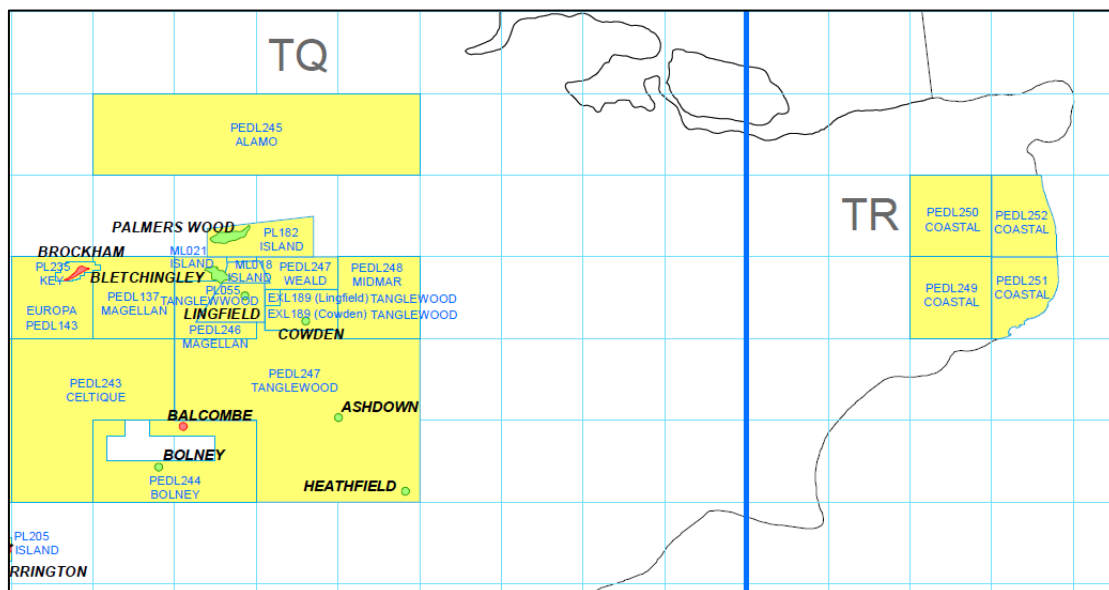 TQ
PEDL245
ALAMO
TR
PEDL250
COASTAL
PEDL252
COASTAL
PALMERS WOOD
PL182
ISLAND
BROCKHAM
ML021
ISLAND
PL235
KEY
BLETCHINGLEY
ML018
ISLAND
PEDL247
WEALD
PEDL248
MIDMAR
PEDL249
COASTAL
PEDL251
COASTAL
EUROPA
PEDL143
PEDL137
MAGELLAN
PL055
TANGLEWWOOD
LINGFIELD
EXL189 (Lingfield) TANGLEWOOD
EXL189 (Cowden) TANGLEWOOD
PEDL246
MAGELLAN
COWDEN
PEDL243
CELTIQUE
PEDL247
TANGLEWOOD
BALCOMBE
ASHDOWN
BOLNEY
PEDL244
BOLNEY
HEATHFIELD
PL205
ISLAND
RRINGTON